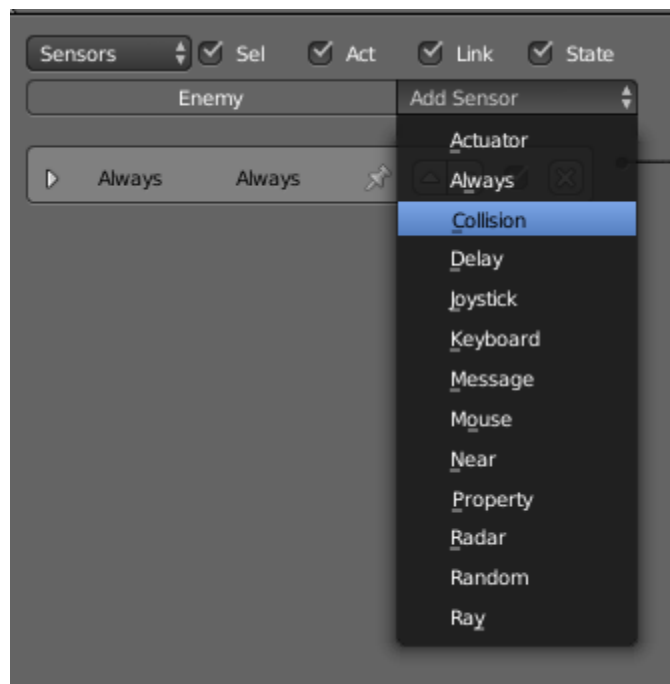 Sensors Sel Act Link State
Enemy Add Sensor
Actuator
Always Always Always
Collision
Delay
Joystick
Keyboard
Message
Mouse
Near
Property
Radar
Random
Ray